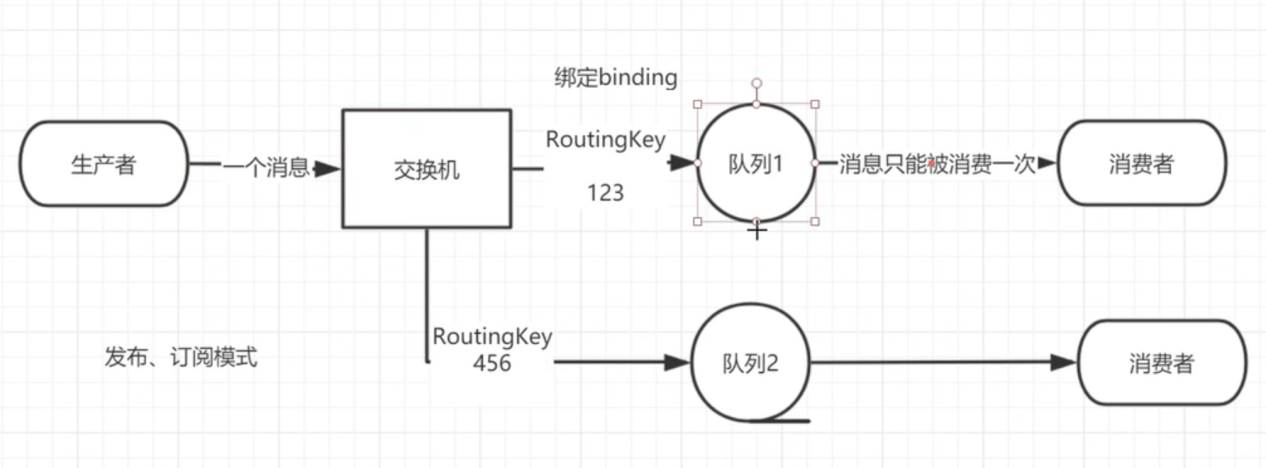 绑定binding
RoutingKey
123
生产者
一个消息
交换机
队列1
消息只能被消费一次
消费者
RoutingKey
456
发布、订阅模式
队列2
消费者